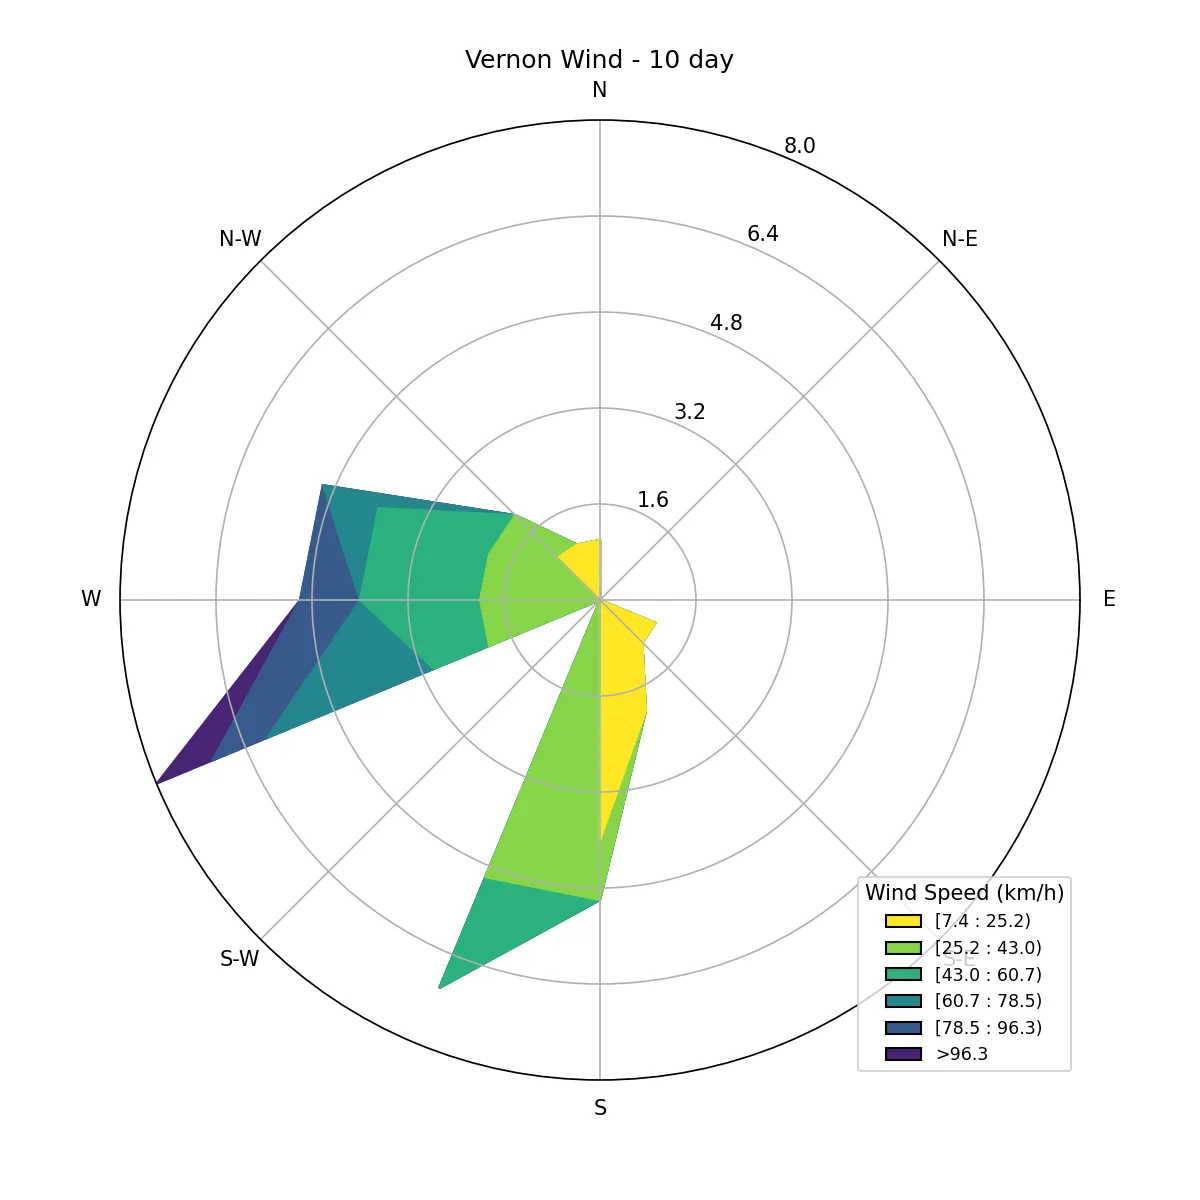 Vernon Wind - 10 day
N
8.0
N-W
6.4
N-E
4.8
3.2
1.6
W
E
Wind Speed (km/h)
[7.4 : 25.2)
[25.2 : 43.0)
S-W
S-E
[43.0 : 60.7)
[60.7 : 78.5)
[78.5 : 96.3)
>96.3
S